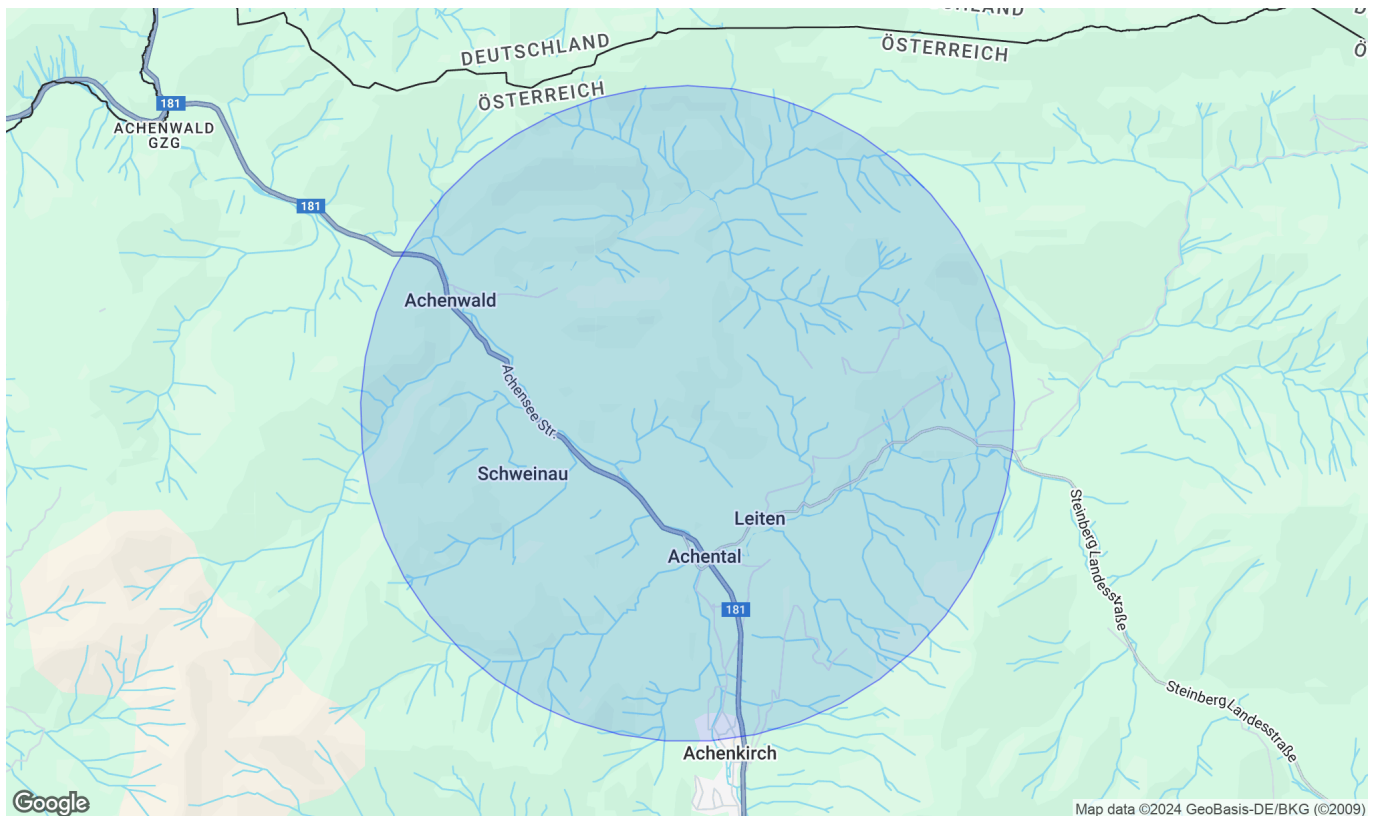 DEUTSCHLAND
ÖSTERREICH
ÖSTERREICH
181
ACHENWALD
GZG
181
Achenwald
Achensee Str.
Schweinau
Leiten
Achental
181
Achenkirch
Steinberg Landesstraße
Steinberg Landesstraße
Google
Map data ©2024 GeoBasis-DE/BKG (©2009)